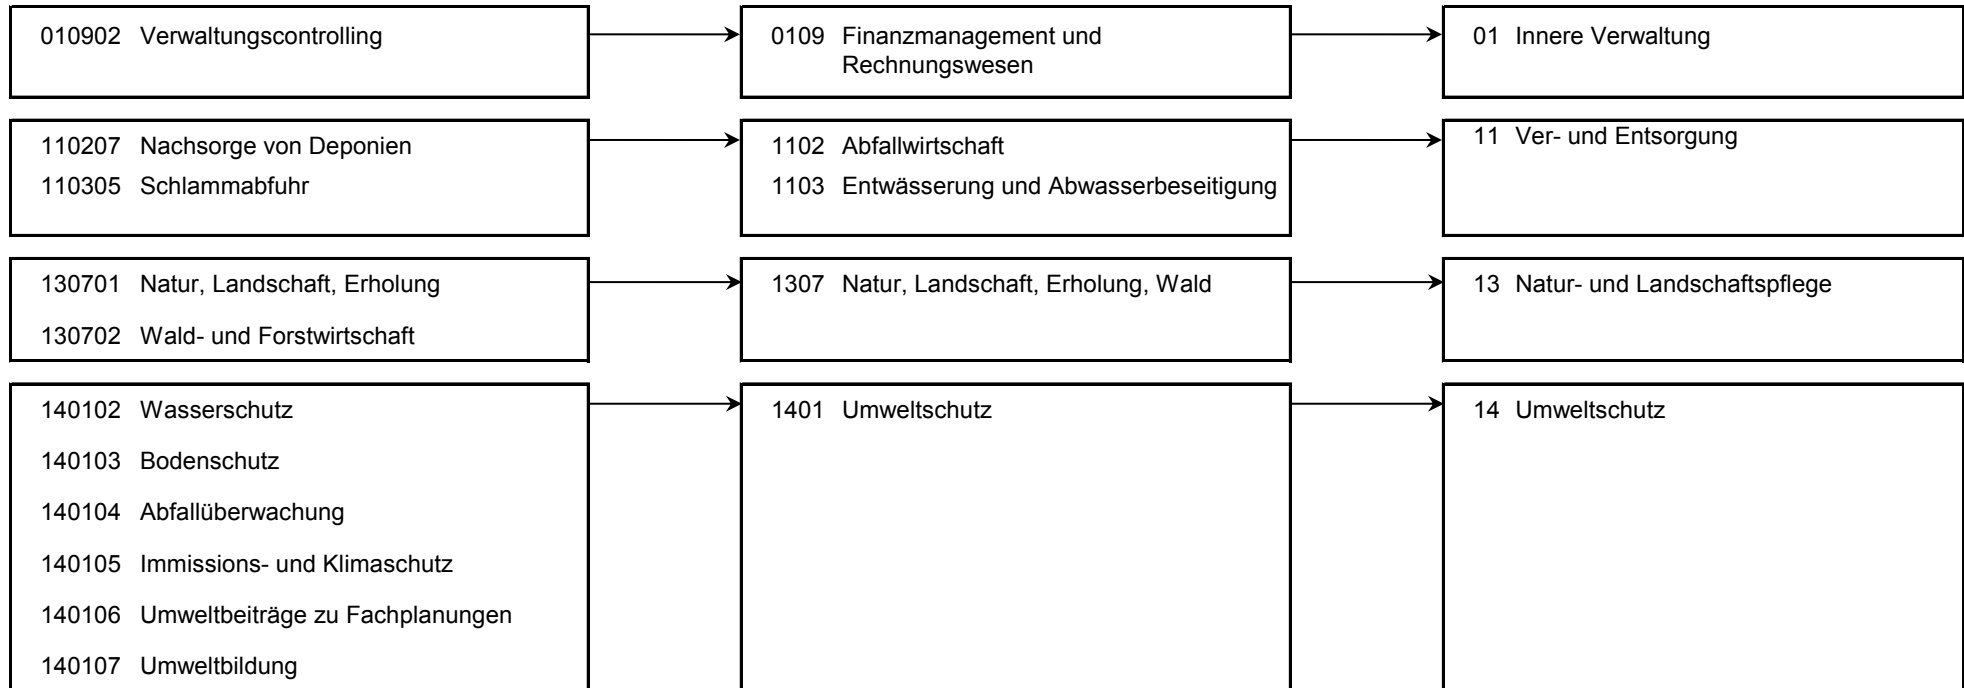 010902 Verwaltungscontrolling
0109 Finanzmanagement und
Rechnungswesen
01 Innere Verwaltung
110207 Nachsorge von Deponien
110305 Schlammabfuhr
1102 Abfallwirtschaft
1103 Entwässerung und Abwasserbeseitigung
11 Ver- und Entsorgung
130701 Natur, Landschaft, Erholung
130702 Wald- und Forstwirtschaft
1307 Natur, Landschaft, Erholung, Wald
13 Natur- und Landschaftspflege
140102 Wasserschutz
140103 Bodenschutz
140104 Abfallüberwachung
140105 Immissions- und Klimaschutz
140106 Umweltbeiträge zu Fachplanungen
140107 Umweltbildung
1401 Umweltschutz
14 Umweltschutz